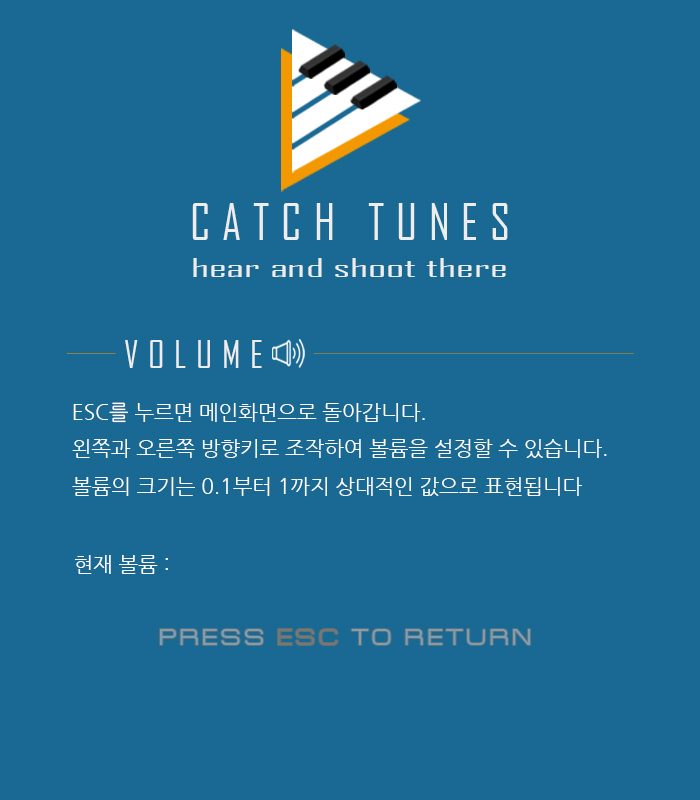 CATCH TUNES
hear and shoot there
VOLUME
ESC를 누르면 메인화면으로 돌아갑니다.
왼쪽과 오른쪽 방향키로 조작하여 볼륨을 설정할 수 있습니다.
볼륨의 크기는 0.1부터 1까지 상대적인 값으로 표현됩니다
현재 볼륨 :
PRESS ESC TO RETURN